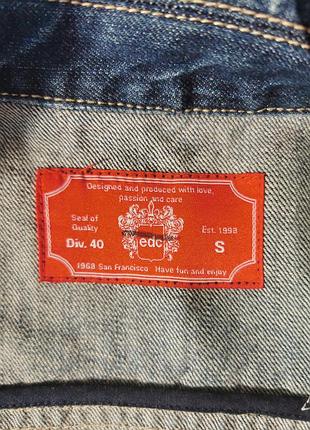 Designed and produced with love,
passion and care
Seal of
Quality
Est. 1998
Div. 40
edc
S
1968 San Francisco Have fun and enjoy